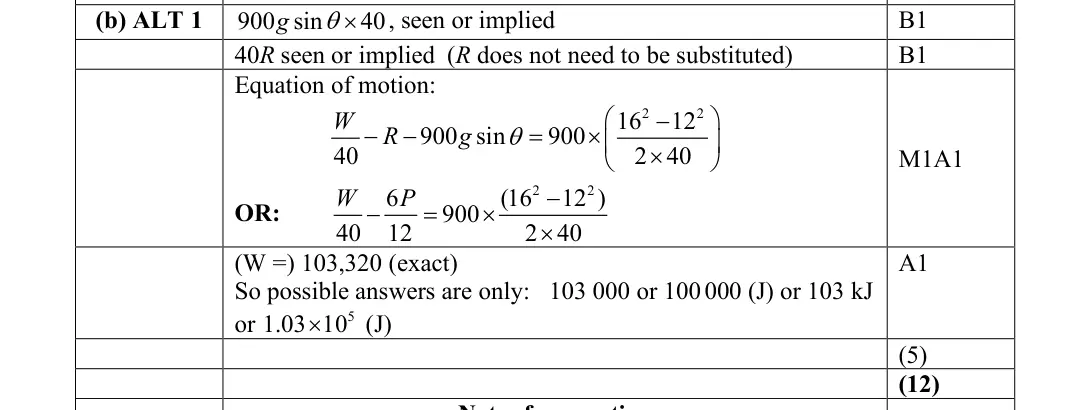 (b) ALT 1 900g sin θ × 40, seen or implied B1
40R seen or implied (R does not need to be substituted) B1
Equation of motion:
W/40 − R − 900g sin θ = 900 × ((16² − 12²)/(2 × 40))
M1A1
OR: W/40 − 6P/12 = 900 × (16² − 12²)/(2 × 40)
(W =) 103,320 (exact) A1
So possible answers are only: 103 000 or 100 000 (J) or 103 kJ
or 1.03×10⁵ (J)
(5)
(12)